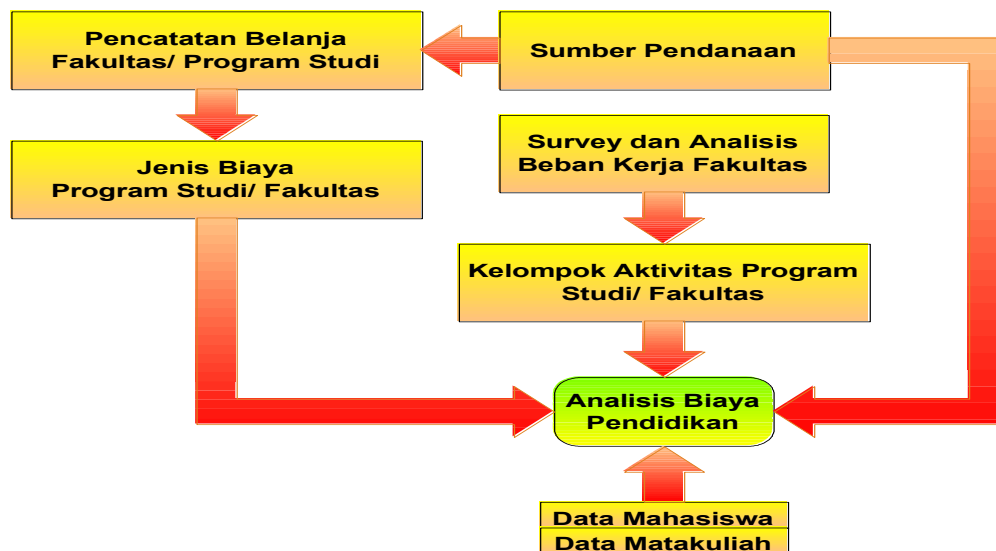 Pencatatan Belanja
Fakultas/ Program Studi
Sumber Pendanaan
Jenis Biaya
Program Studi/ Fakultas
Survey dan Analisis
Beban Kerja Fakultas
Kelompok Aktivitas Program
Studi/ Fakultas
Analisis Biaya
Pendidikan
Data Mahasiswa
Data Matakuliah